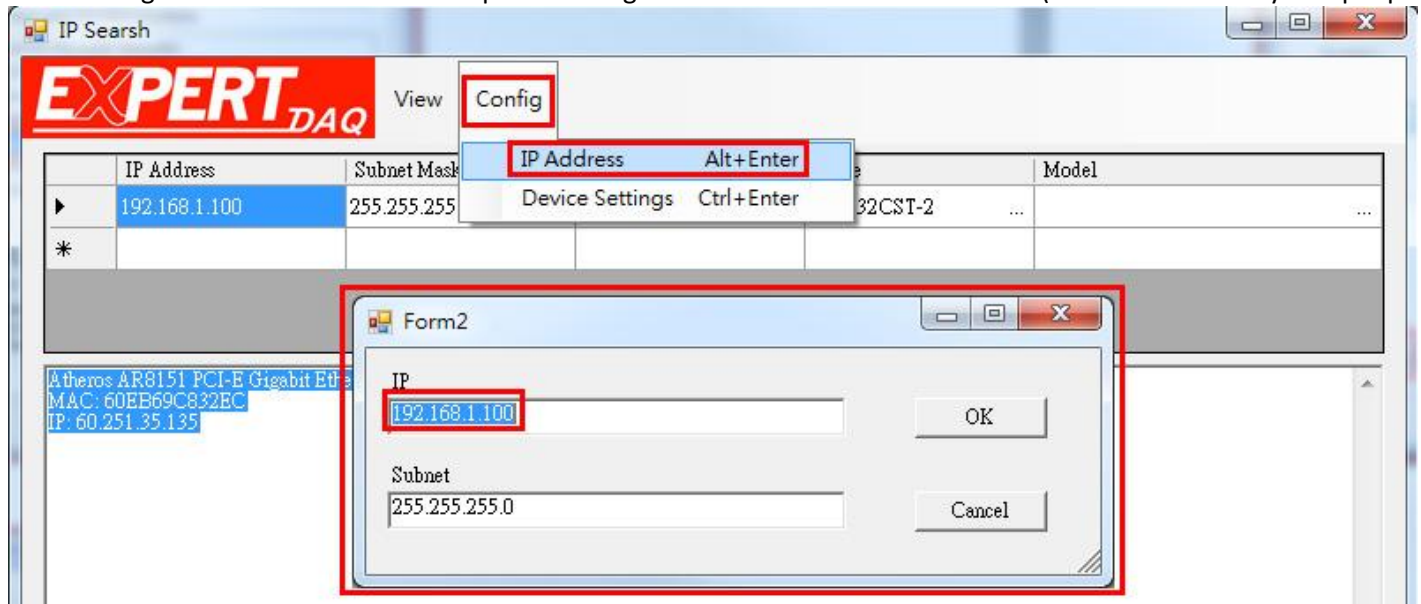 IP Searsh
EXPERT DAQ View Config
IP Address Alt+Enter
Device Settings Ctrl+Enter
IP Address Subnet Mask Model
192.168.1.100 255.255.255 32CST-2 ... ...
*
Form2
IP
192.168.1.100 OK
Subnet
255.255.255.0 Cancel
Atheros AR8151 PCI-E Gigabit Eth
MAC: 60EB69C832EC
IP: 60.251.35.135